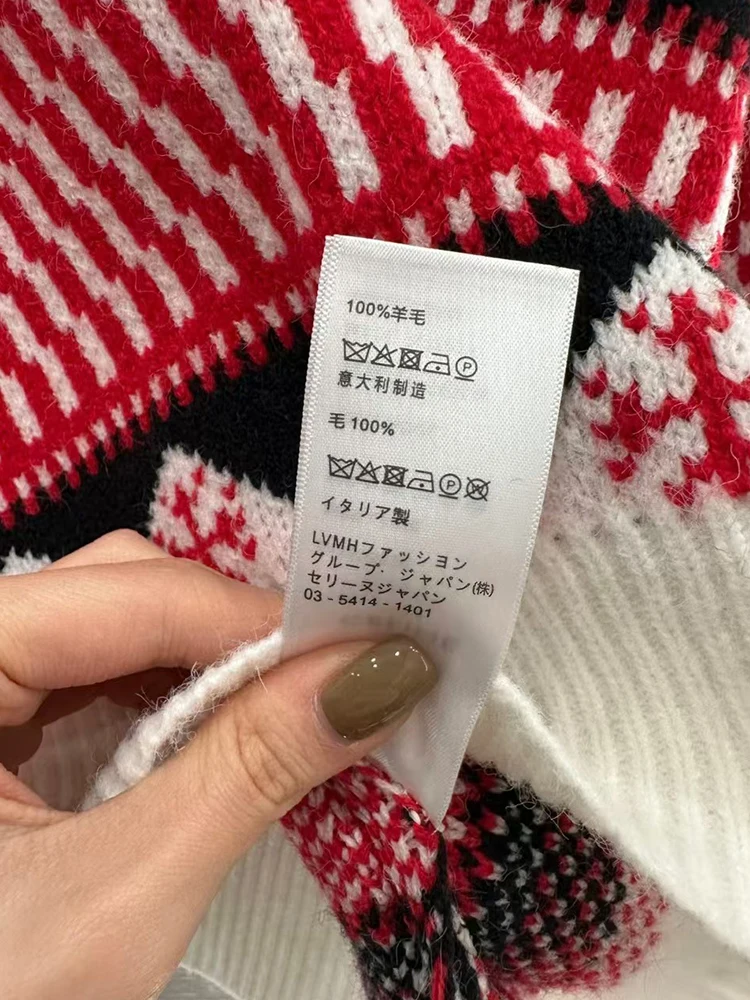 100%羊毛
Ⓟ
意大利制造
毛 100%
Ⓟ
イタリア製
LVMHファッション
グループ・ジャパン(株)
セリーヌジャパン
03-5414-1401